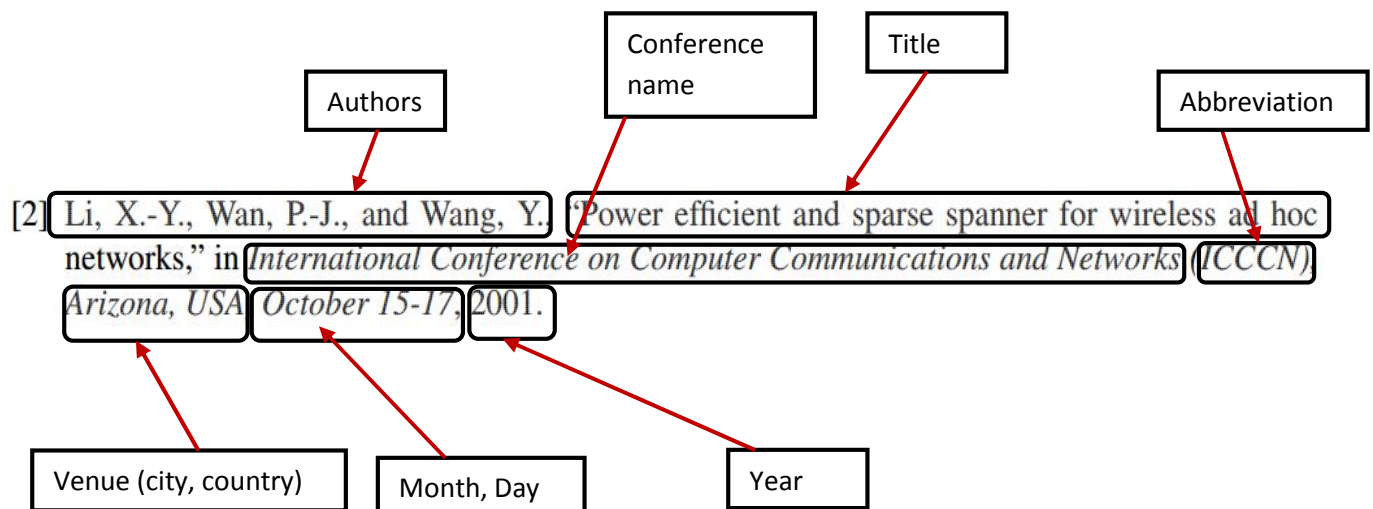 Conference
name
Title
Authors
Abbreviation
[2] Li, X.-Y., Wan, P.-J., and Wang, Y., “Power efficient and sparse spanner for wireless ad hoc
networks,” in International Conference on Computer Communications and Networks (ICCCN),
Arizona, USA, October 15-17, 2001.
Venue (city, country)
Month, Day
Year